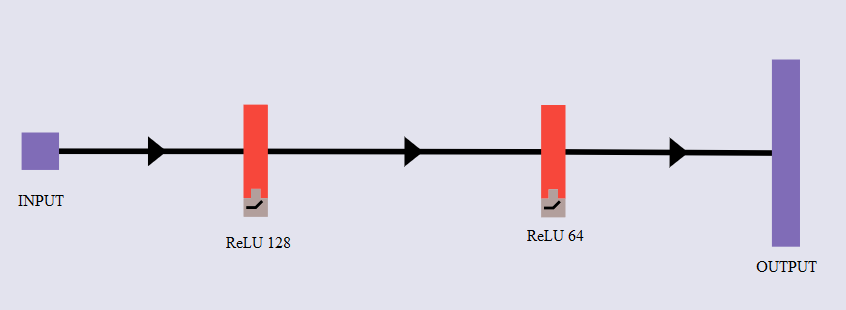 INPUT
ReLU 128
ReLU 64
OUTPUT